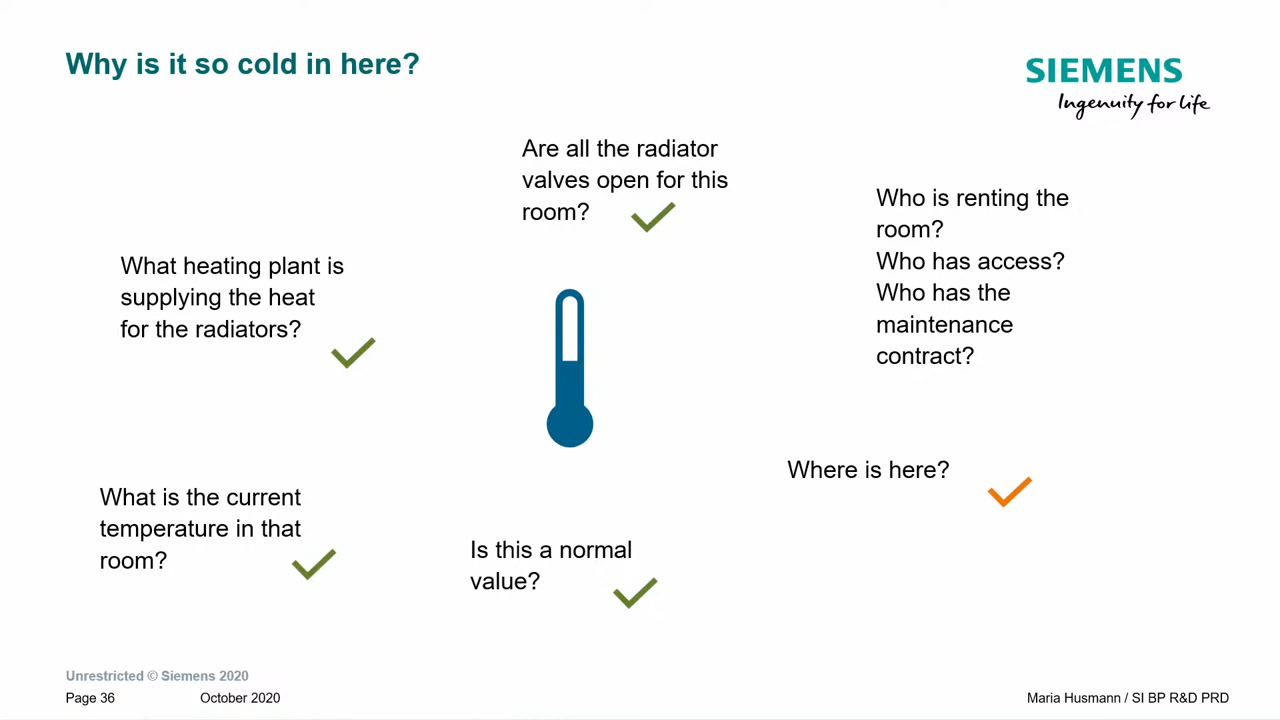 Why is it so cold in here?
SIEMENS
Ingenuity for life
Are all the radiator
valves open for this
room?
Who is renting the
room?
Who has access?
Who has the
maintenance
contract?
What heating plant is
supplying the heat
for the radiators?
Where is here?
What is the current
temperature in that
room?
Is this a normal
value?
Unrestricted © Siemens 2020
Page 36 October 2020 Maria Husmann / SI BP R&D PRD